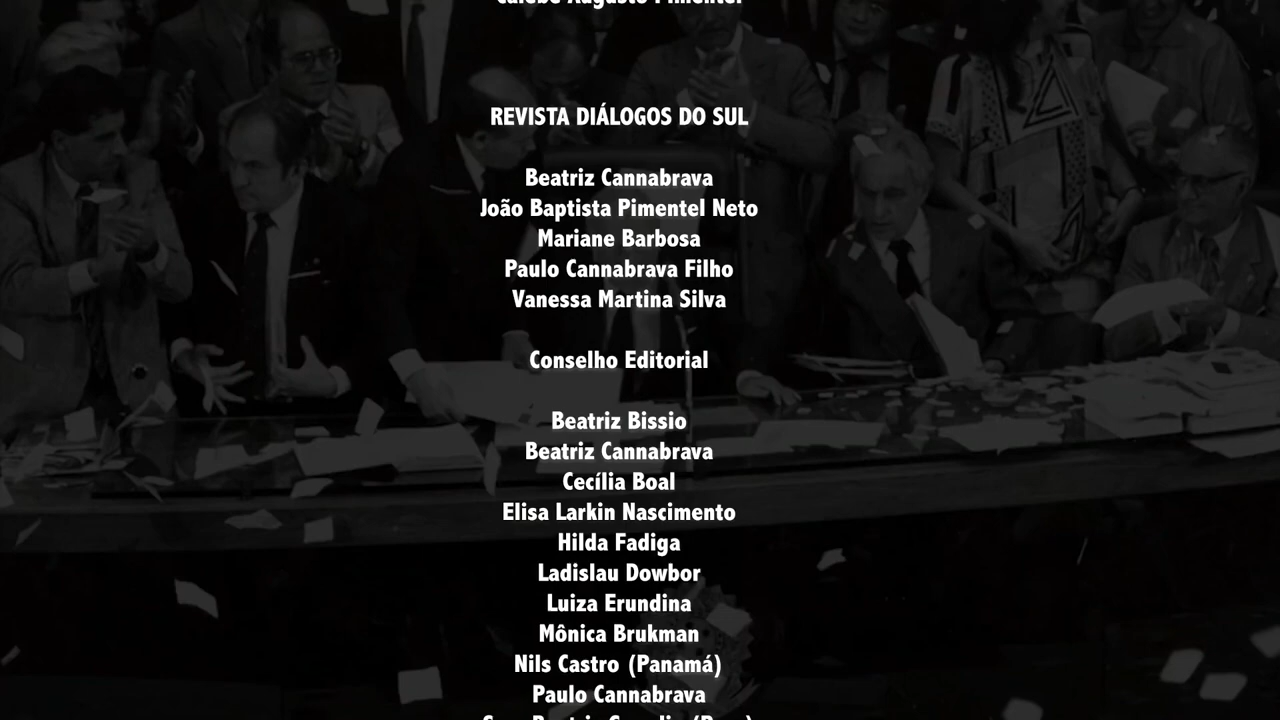 REVISTA DIÁLOGOS DO SUL
Beatriz Cannabrava
João Baptista Pimentel Neto
Mariane Barbosa
Paulo Cannabrava Filho
Vanessa Martina Silva
Conselho Editorial
Beatriz Bissio
Beatriz Cannabrava
Cecília Boal
Elisa Larkin Nascimento
Hilda Fadiga
Ladislau Dowbor
Luiza Erundina
Mônica Brukman
Nils Castro (Panamá)
Paulo Cannabrava